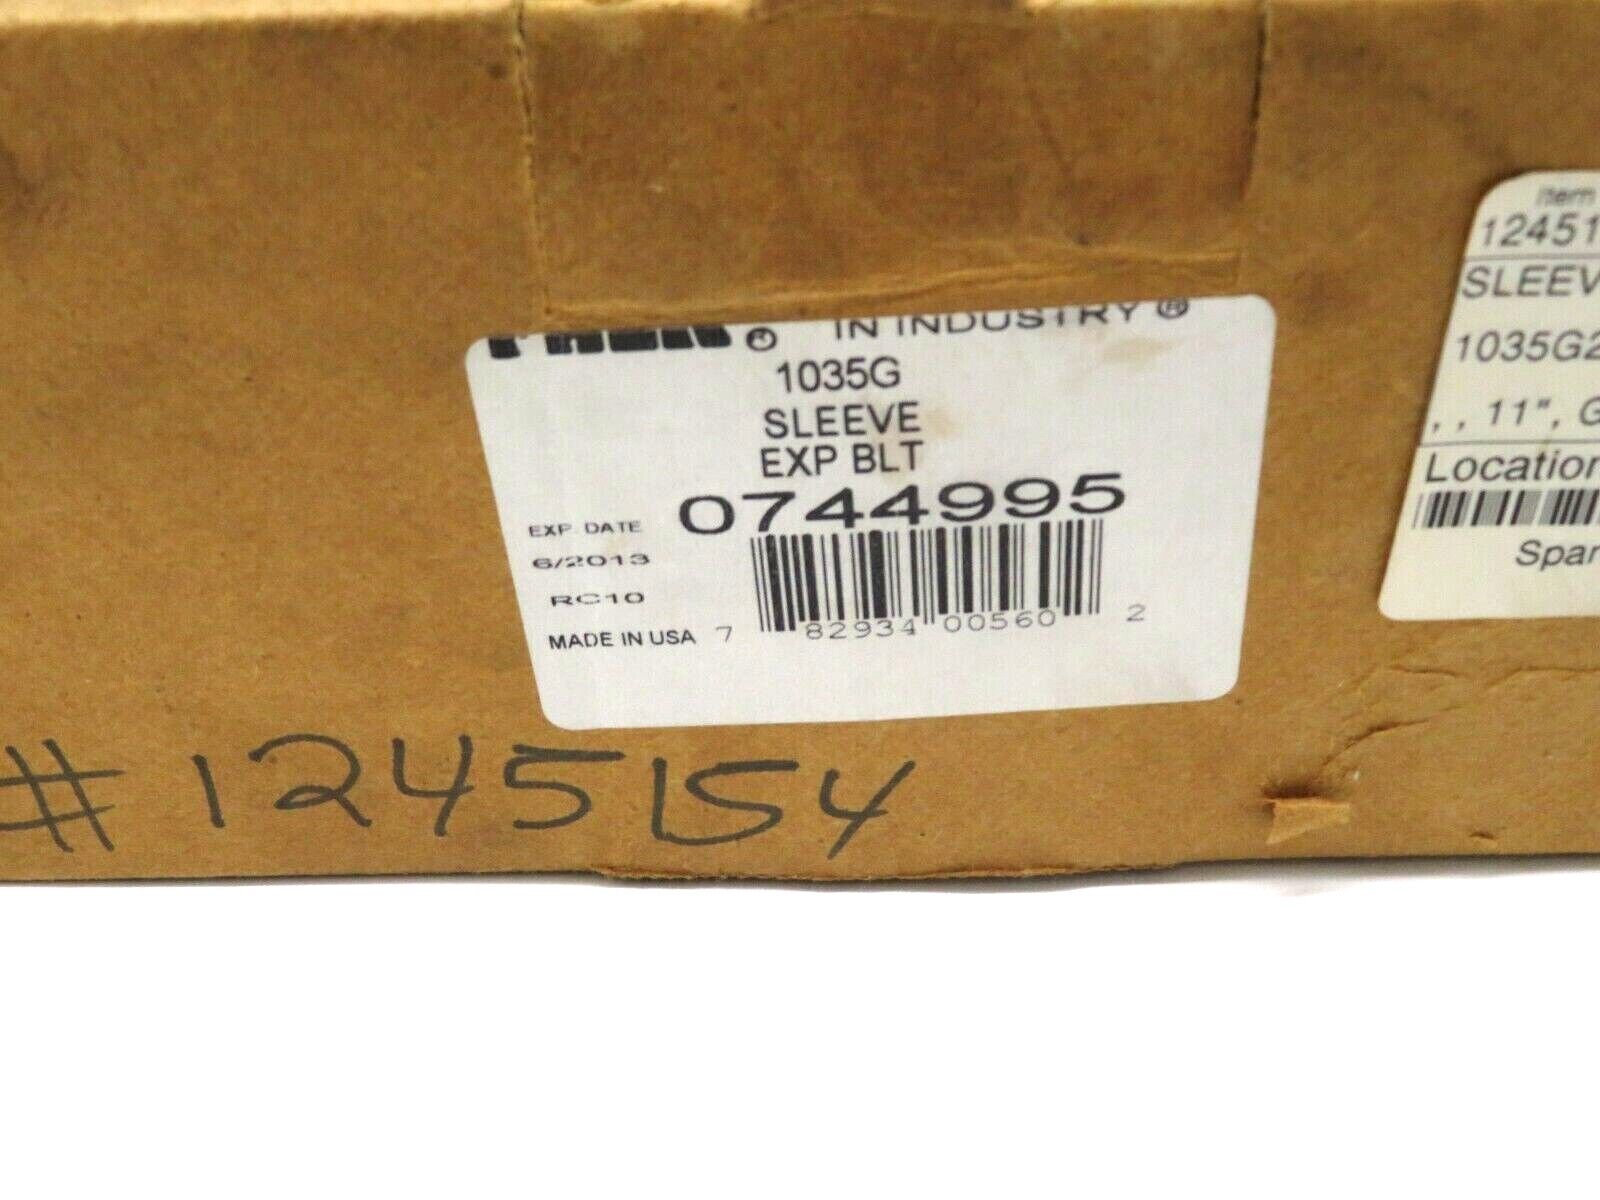 IN INDUSTRY ®
1035G
SLEEVE
EXP BLT
0744995
EXP. DATE
6/2013
RC10
MADE IN USA
7 82934 00560 2
Item
12451
SLEEV
1035G2
, , 11", G
Location
Spar
# 1245154